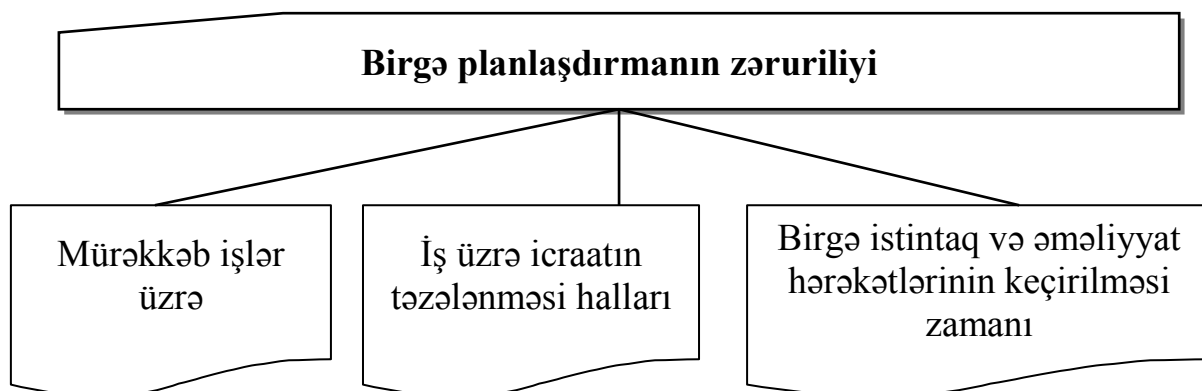 Birgə planlaşdırmanın zəruriliyi
Mürəkkəb işlər
üzrə
İş üzrə icraatın
təzələnməsi halları
Birgə istintaq və əməliyyat
hərəkətlərinin keçirilməsi
zamanı